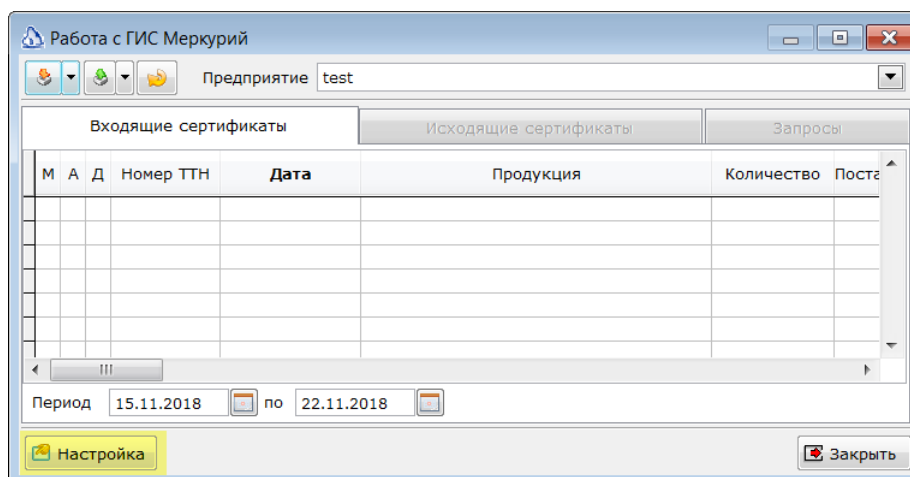 Работа с ГИС Меркурий
Предприятие test
Входящие сертификаты Исходящие сертификаты Запросы
М А Д Номер ТТН Дата Продукция Количество Поста
Период 15.11.2018 по 22.11.2018
Настройка Закрыть